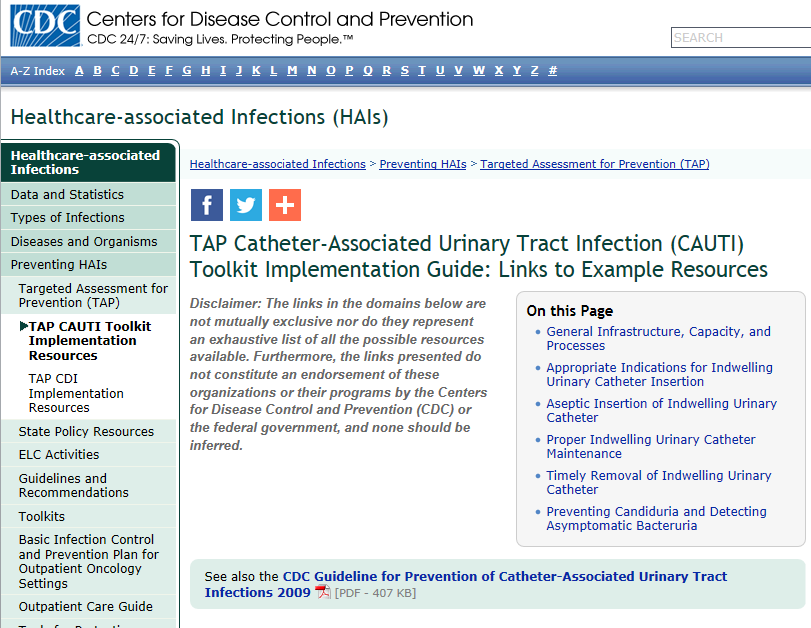 CDC
Centers for Disease Control and Prevention
CDC 24/7: Saving Lives. Protecting People.™
SEARCH
A-Z Index A B C D E F G H I J K L M N O P Q R S T U V W X Y Z #
Healthcare-associated Infections (HAIs)
Healthcare-associated
Infections
Data and Statistics
Types of Infections
Diseases and Organisms
Preventing HAIs
Targeted Assessment for
Prevention (TAP)
TAP CAUTI Toolkit
Implementation
Resources
TAP CDI
Implementation
Resources
State Policy Resources
ELC Activities
Guidelines and
Recommendations
Toolkits
Basic Infection Control
and Prevention Plan for
Outpatient Oncology
Settings
Outpatient Care Guide
Healthcare-associated Infections > Preventing HAIs > Targeted Assessment for Prevention (TAP)
TAP Catheter-Associated Urinary Tract Infection (CAUTI)
Toolkit Implementation Guide: Links to Example Resources
Disclaimer: The links in the domains below are
not mutually exclusive nor do they represent
an exhaustive list of all the possible resources
available. Furthermore, the links presented do
not constitute an endorsement of these
organizations or their programs by the Centers
for Disease Control and Prevention (CDC) or
the federal government, and none should be
inferred.
On this Page
General Infrastructure, Capacity, and
Processes
Appropriate Indications for Indwelling
Urinary Catheter Insertion
Aseptic Insertion of Indwelling Urinary
Catheter
Proper Indwelling Urinary Catheter
Maintenance
Timely Removal of Indwelling Urinary
Catheter
Preventing Candiduria and Detecting
Asymptomatic Bacteruria
See also the CDC Guideline for Prevention of Catheter-Associated Urinary Tract
Infections 2009 [PDF - 407 KB]